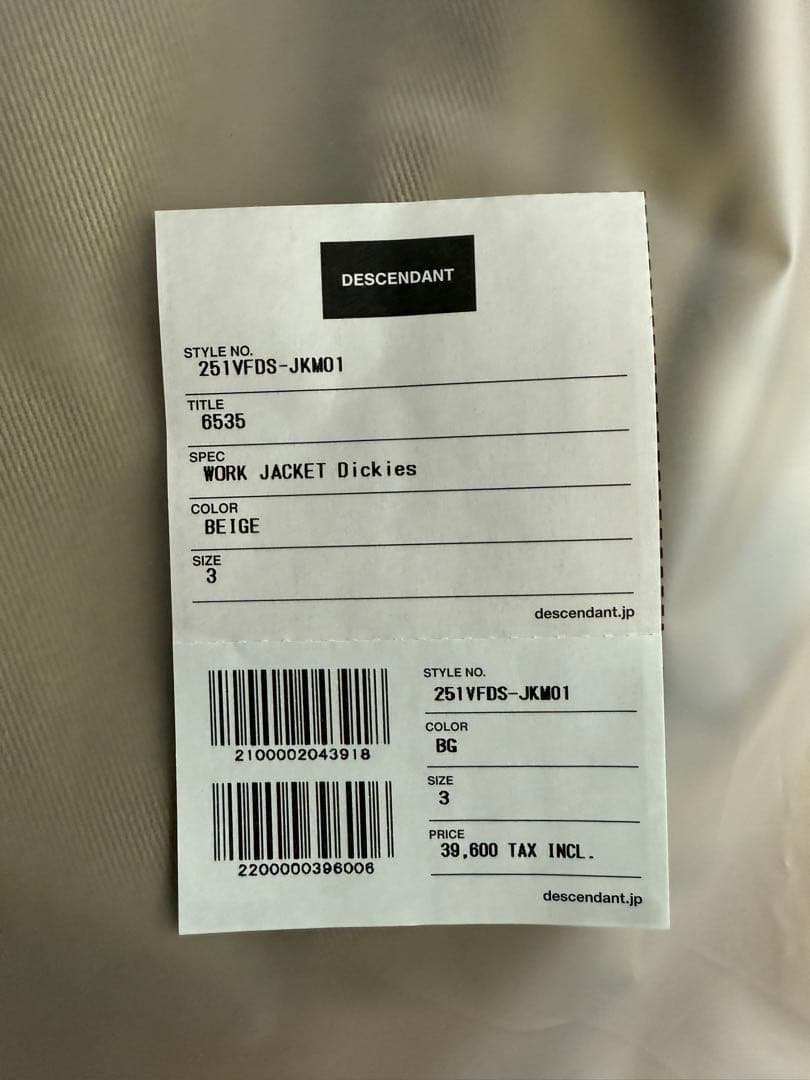 DESCENDANT
STYLE NO.
251VFDS-JKM01
TITLE
6535
SPEC
WORK JACKET Dickies
COLOR
BEIGE
SIZE
3
descendant.jp
2100002043918
2200000396006
STYLE NO.
251VFDS-JKM01
COLOR
BG
SIZE
3
PRICE
39,600 TAX INCL.
descendant.jp